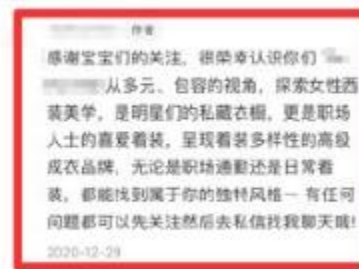 作者
感谢宝宝们的关注，很荣幸认识你们
从多元、包容的视角，探索女性西
装美学，是明星们的私藏衣橱，更是职场
人士的喜爱着装，呈现着装多样性的高级
成衣品牌，无论是职场通勤还是日常着
装，都能找到属于你的独特风格～ 有任何
问题都可以先关注然后去私信找我聊天哦!
2020-12-29